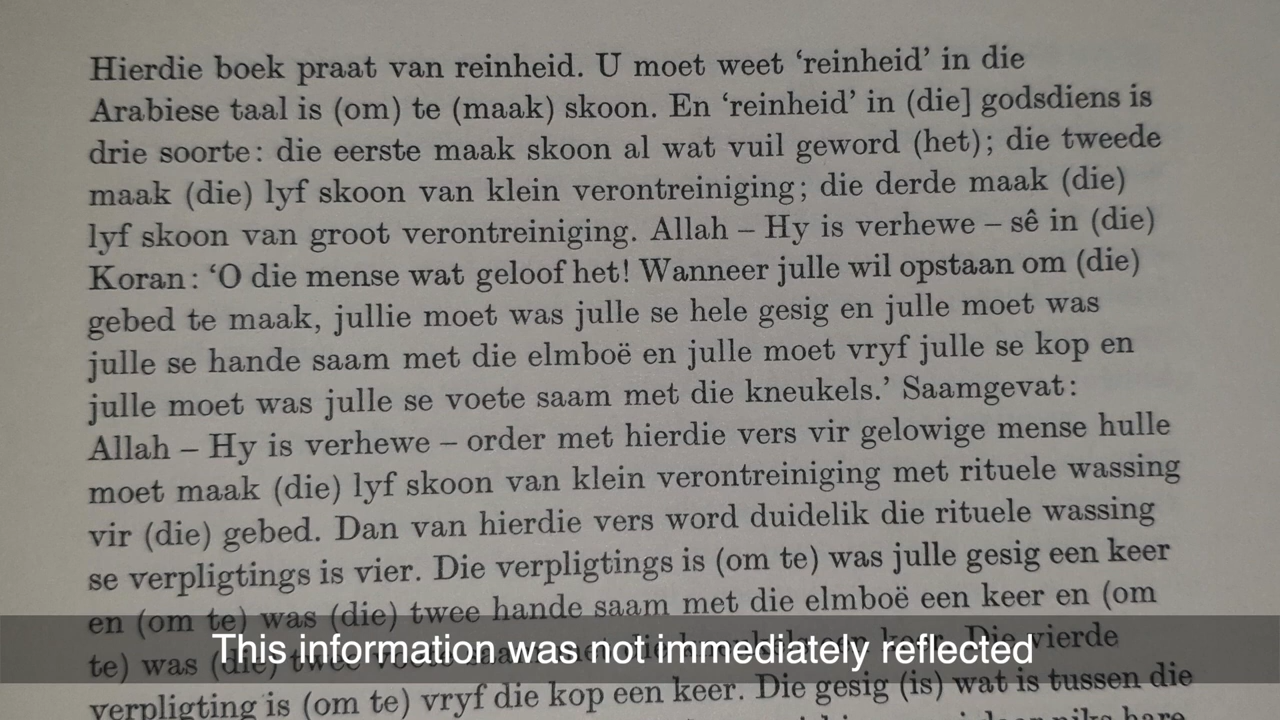 Hierdie boek praat van reinheid. U moet weet ‘reinheid’ in die
Arabiese taal is (om) te (maak) skoon. En ‘reinheid’ in (die] godsdiens is
drie soorte: die eerste maak skoon al wat vuil geword (het); die tweede
maak (die) lyf skoon van klein verontreiniging; die derde maak (die)
lyf skoon van groot verontreiniging. Allah – Hy is verhewe – sê in (die)
Koran: ‘O die mense wat geloof het! Wanneer julle wil opstaan om (die)
gebed te maak, jullie moet was julle se hele gesig en julle moet was
julle se hande saam met die elmboë en julle moet vryf julle se kop en
julle moet was julle se voete saam met die kneukels.’ Saamgevat:
Allah – Hy is verhewe – order met hierdie vers vir gelowige mense hulle
moet maak (die) lyf skoon van klein verontreiniging met rituele wassing
vir (die) gebed. Dan van hierdie vers word duidelik die rituele wassing
se verpligtings is vier. Die verpligtings is (om te) was julle gesig een keer
en (om te) was (die) twee hande saam met die elmboë een keer en (om
te) was (die) twee voete saam met die kneukels een keer. Die vierde
This information was not immediately reflected
verpligting is (om te) vryf die kop een keer. Die gesig (is) wat is tussen die